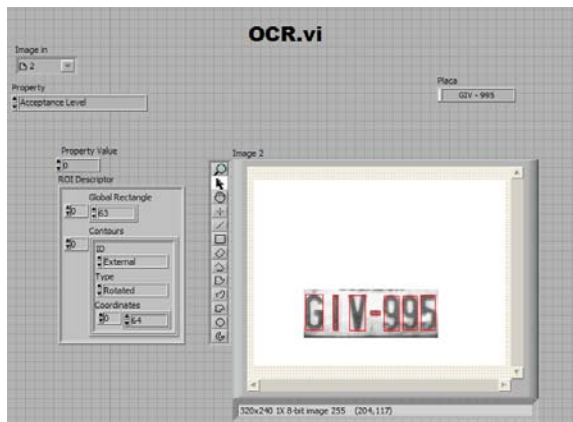 OCR.vi
Image in
2
Property
Acceptance Level
Placa
GIV - 995
Property Value
0
Image 2
ROI Descriptor
Global Rectangle
0
63
Contours
0
ID
External
Type
Rotated
Coordinates
0
64
GIV-995
320x240 1X 8-bit image 255 (204,117)